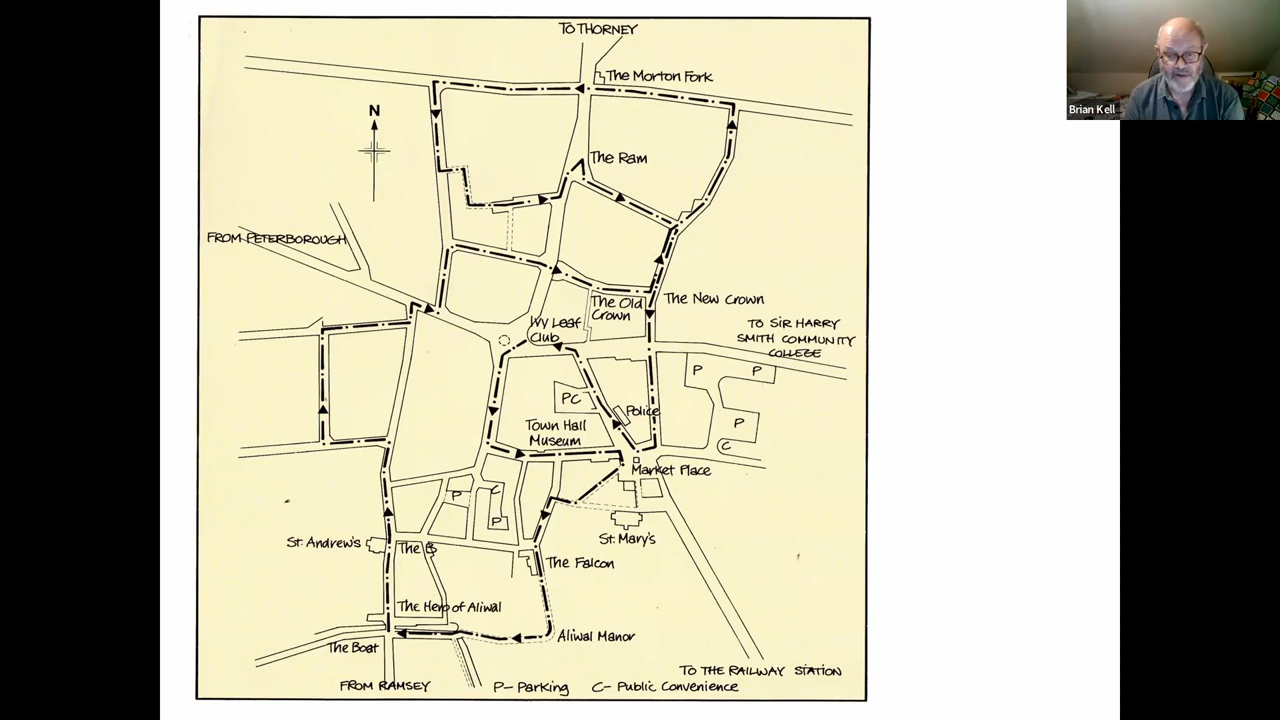 TO THORNEY
The Morton Fork
Brian Kell
N
The Ram
FROM PETERBOROUGH
The Old
Crown
The New Crown
Ivy Leaf
Club
TO SIR HARRY
SMITH COMMUNITY
COLLEGE
P
P
PC
Police
P
Town Hall
Museum
C
Market Place
C
P
P
St. Andrew's
The B
St. Mary's
The Falcon
The Hero of Aliwal
Aliwal Manor
The Boat
TO THE RAILWAY STATION
FROM RAMSEY
P- Parking
C- Public Convenience